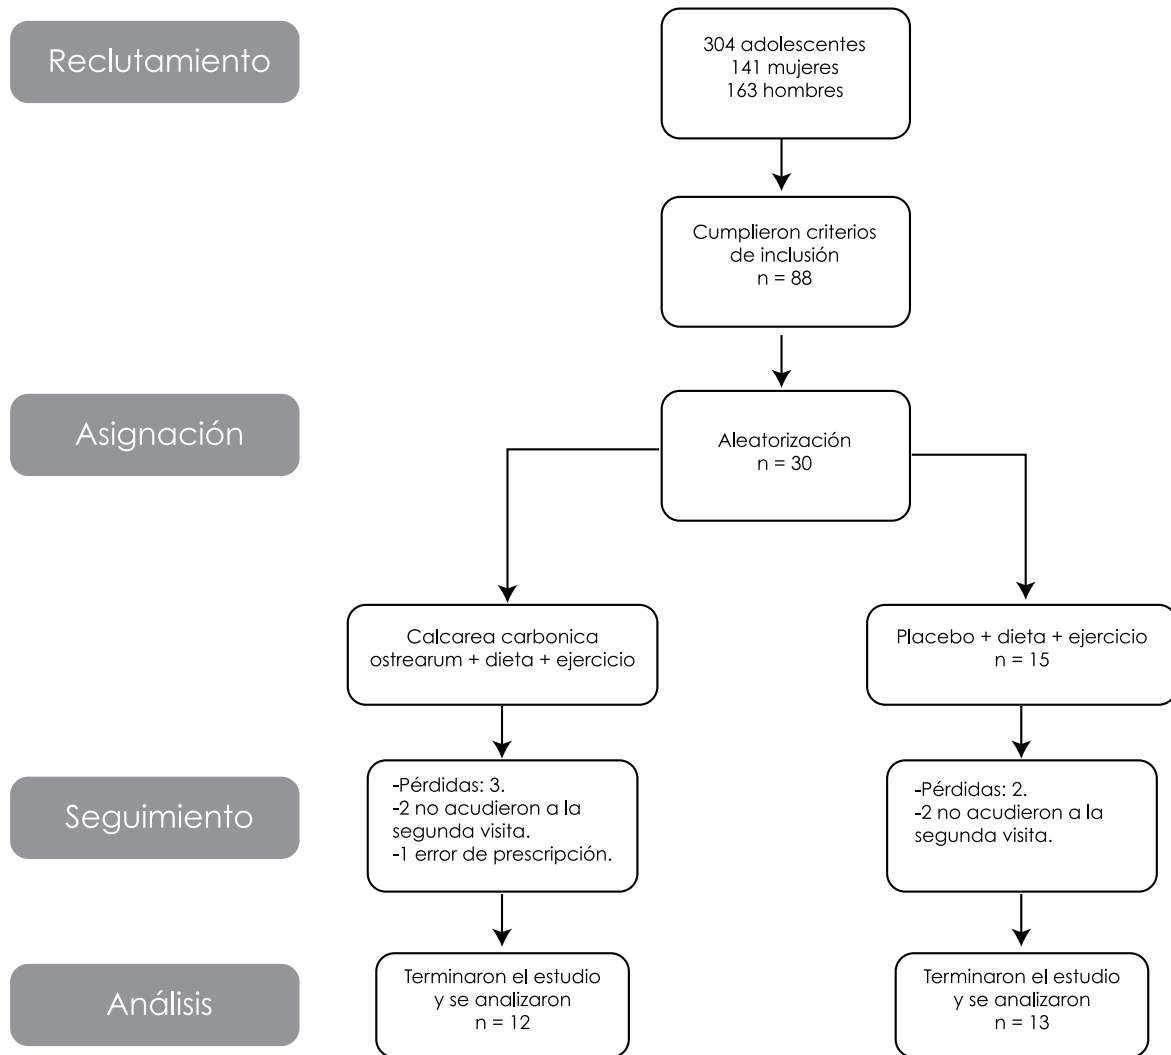 Reclutamiento
304 adolescentes
141 mujeres
163 hombres
Cumplieron criterios
de inclusión
n = 88
Asignación
Aleatorización
n = 30
Calcarea carbonica
ostrearum + dieta + ejercicio
Placebo + dieta + ejercicio
n = 15
Seguimiento
-Pérdidas: 3.
-2 no acudieron a la
segunda visita.
-1 error de prescripción.
-Pérdidas: 2.
-2 no acudieron a la
segunda visita.
Análisis
Terminaron el estudio
y se analizaron
n = 12
Terminaron el estudio
y se analizaron
n = 13